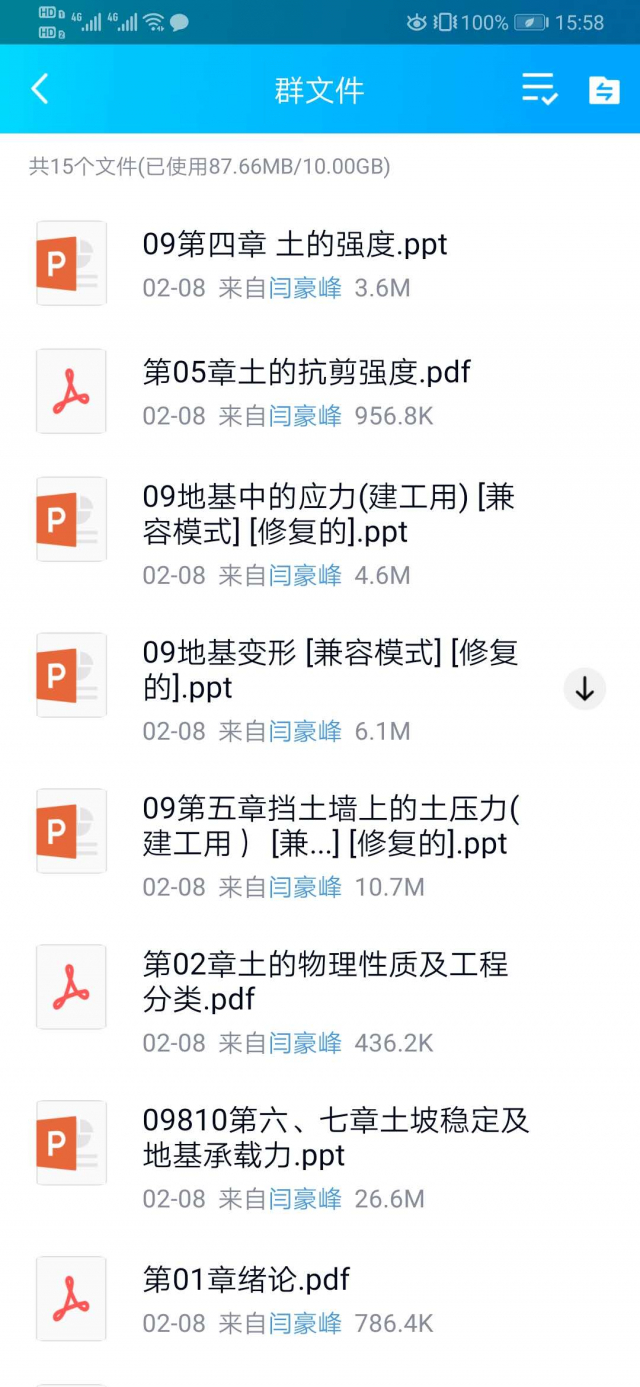 HD 1 4G 4G 100% 15:58
HD 2
群文件
共15个文件(已使用87.66MB/10.00GB)
P
09第四章 土的强度.ppt
02-08 来自闫豪峰 3.6M
第05章土的抗剪强度.pdf
02-08 来自闫豪峰 956.8K
P
09地基中的应力(建工用) [兼
容模式] [修复的].ppt
02-08 来自闫豪峰 4.6M
P
09地基变形 [兼容模式] [修复
的].ppt
02-08 来自闫豪峰 6.1M
P
09第五章挡土墙上的土压力(
建工用） [兼...] [修复的].ppt
02-08 来自闫豪峰 10.7M
第02章土的物理性质及工程
分类.pdf
02-08 来自闫豪峰 436.2K
P
09810第六、七章土坡稳定及
地基承载力.ppt
02-08 来自闫豪峰 26.6M
第01章绪论.pdf
02-08 来自闫豪峰 786.4K